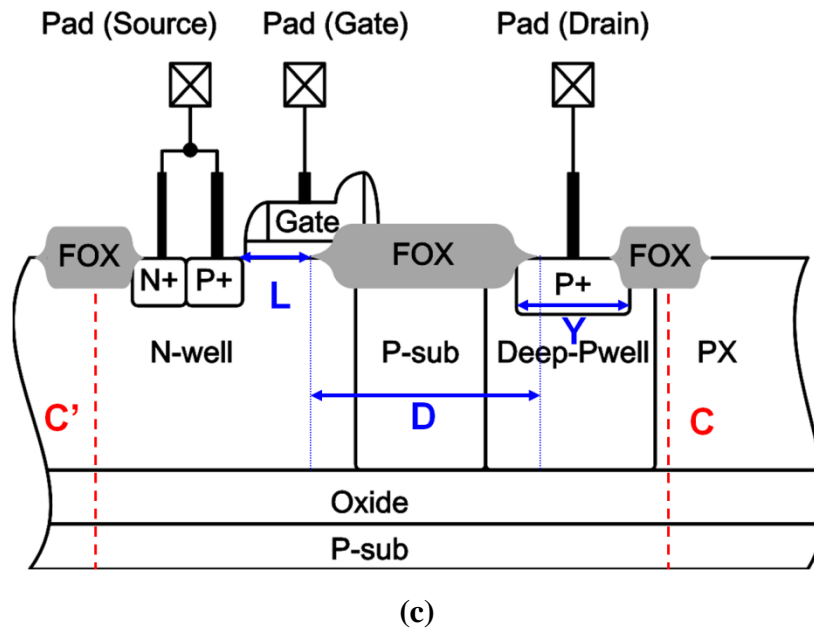 Pad (Source) Pad (Gate) Pad (Drain)
Gate
FOX FOX FOX
N+ P+ P+
L
Y
N-well P-sub Deep-Pwell PX
C' D C
Oxide
P-sub
(c)